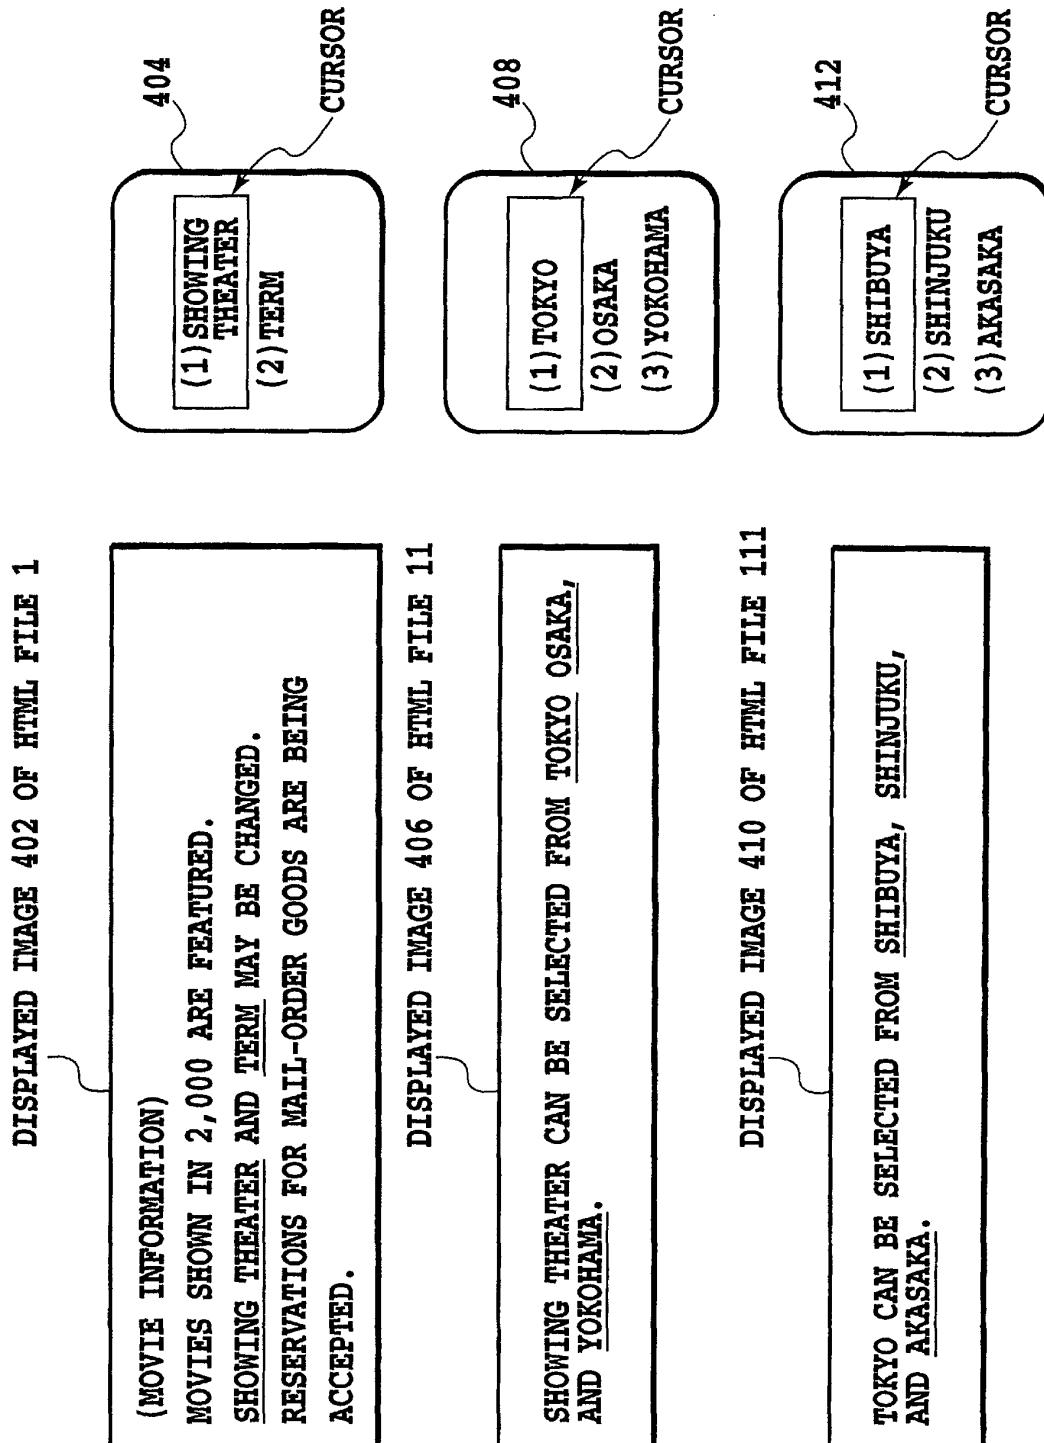 DISPLAYED IMAGE 402 OF HTML FILE 1
(MOVIE INFORMATION)
MOVIES SHOWN IN 2,000 ARE FEATURED.
SHOWING THEATER AND TERM MAY BE CHANGED.
RESERVATIONS FOR MAIL-ORDER GOODS ARE BEING
ACCEPTED.
404
(1)SHOWING
THEATER
(2)TERM
CURSOR
DISPLAYED IMAGE 406 OF HTML FILE 11
SHOWING THEATER CAN BE SELECTED FROM TOKYO OSAKA,
AND YOKOHAMA.
408
(1)TOKYO
(2)OSAKA
(3)YOKOHAMA
CURSOR
DISPLAYED IMAGE 410 OF HTML FILE 111
TOKYO CAN BE SELECTED FROM SHIBUYA, SHINJUKU,
AND AKASAKA.
412
(1)SHIBUYA
(2)SHINJUKU
(3)AKASAKA
CURSOR